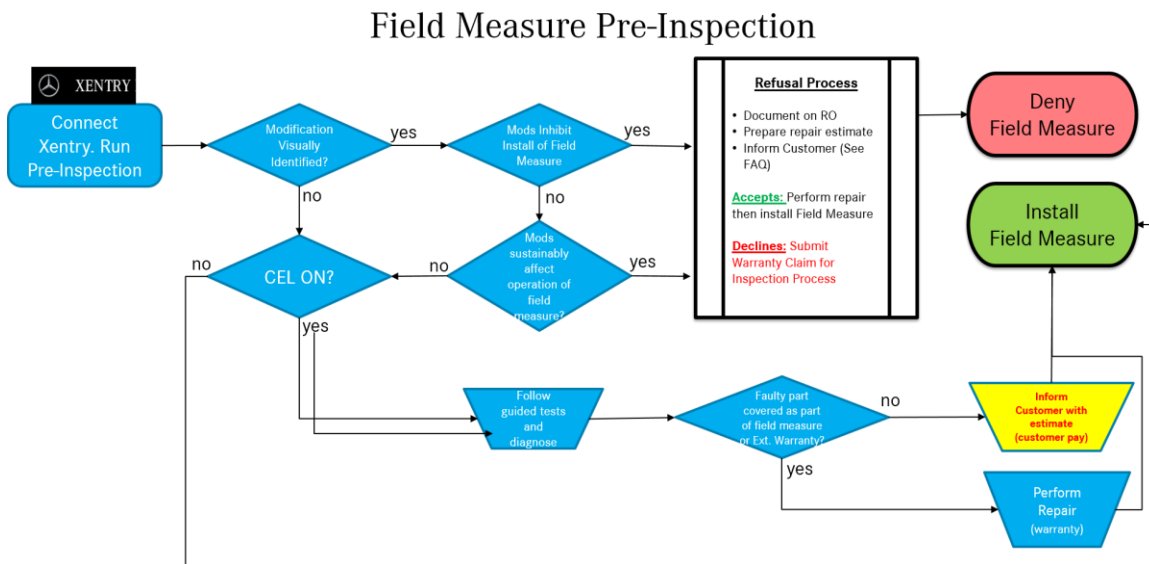 Field Measure Pre-Inspection
XENTRY
Connect
Xentry. Run
Pre-Inspection
Modification
Visually
Identified?
yes
Mods Inhibit
Install of Field
Measure
yes
Refusal Process
• Document on RO
• Prepare repair estimate
• Inform Customer (See
FAQ)
Accepts: Perform repair
then install Field Measure
Declines: Submit
Warranty Claim for
Inspection Process
Deny
Field Measure
Install
Field Measure
no
no
no
CEL ON?
no
Mods
sustainably
affect
operation of
field
measure?
yes
yes
Follow
guided tests
and
diagnose
Faulty part
covered as part
of field measure
or Ext. Warranty?
no
Inform
Customer with
estimate
(customer pay)
yes
Perform
Repair
(warranty)